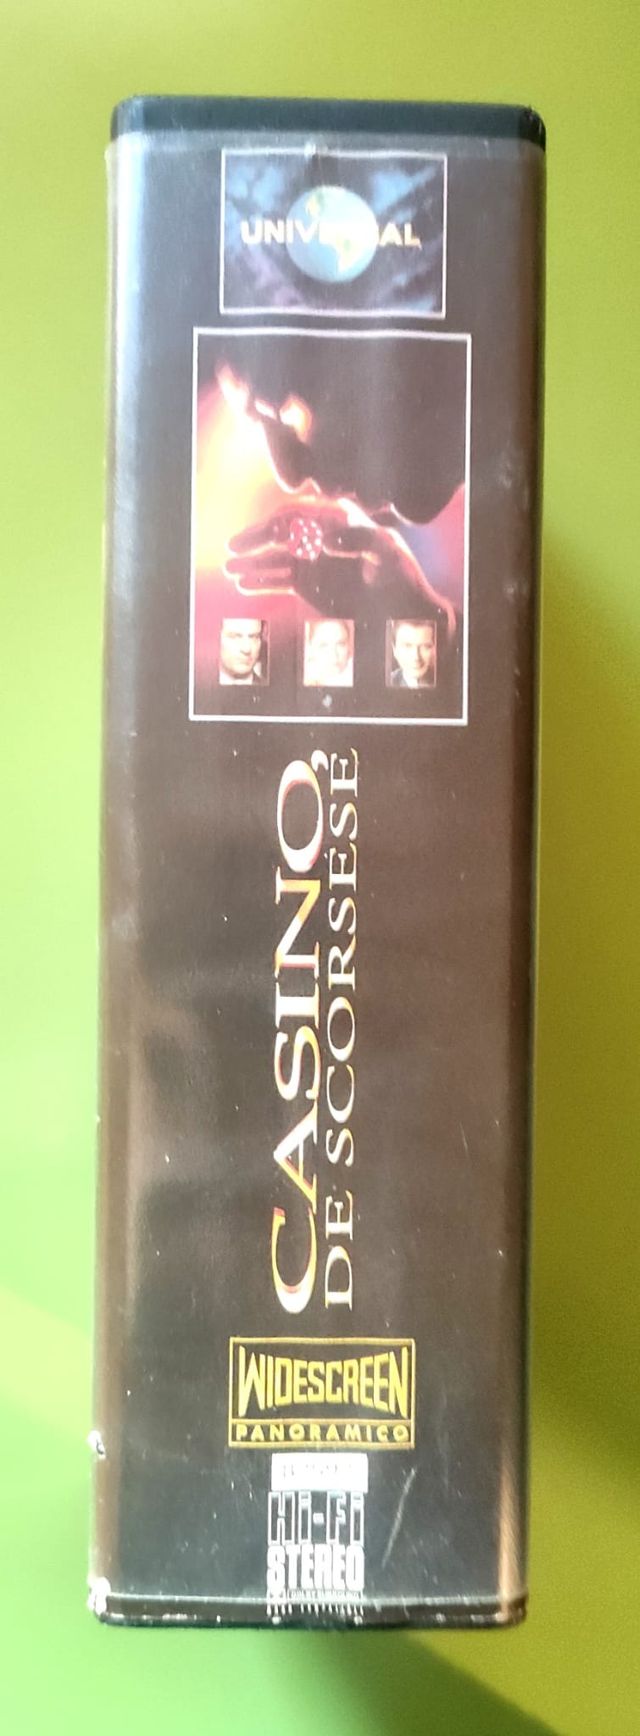 UNIVERSAL
CASINO,
DE SCORSESE
WIDESCREEN
PANORAMICO
Hi-Fi
STEREO